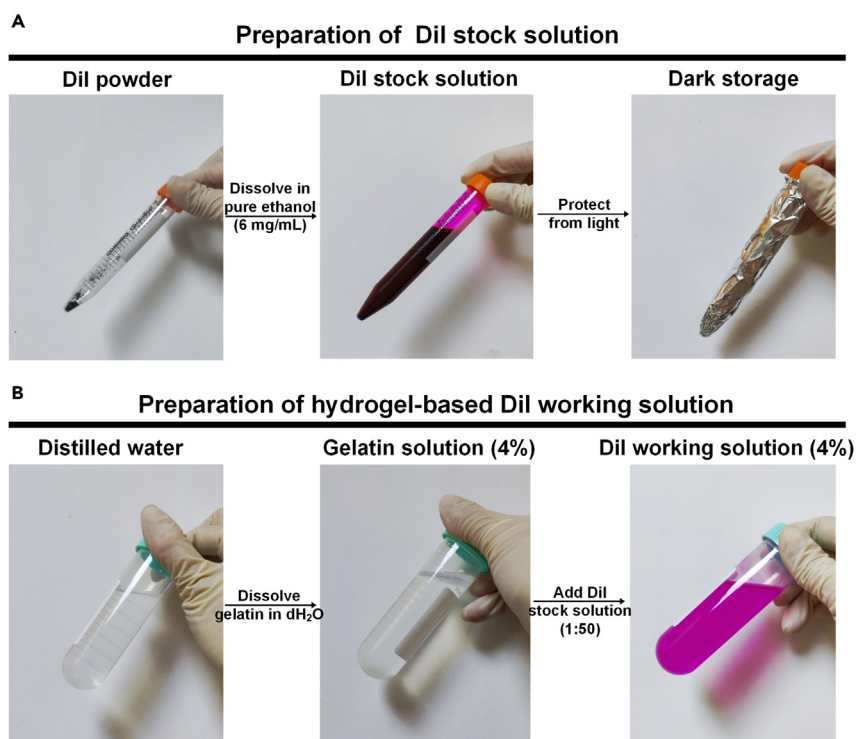 A
Preparation of DiI stock solution
DiI powder
DiI stock solution
Dark storage
Dissolve in
pure ethanol
(6 mg/mL)
Protect
from light
B
Preparation of hydrogel-based DiI working solution
Distilled water
Gelatin solution (4%)
DiI working solution (4%)
Dissolve
gelatin in dH₂O
Add DiI
stock solution
(1:50)